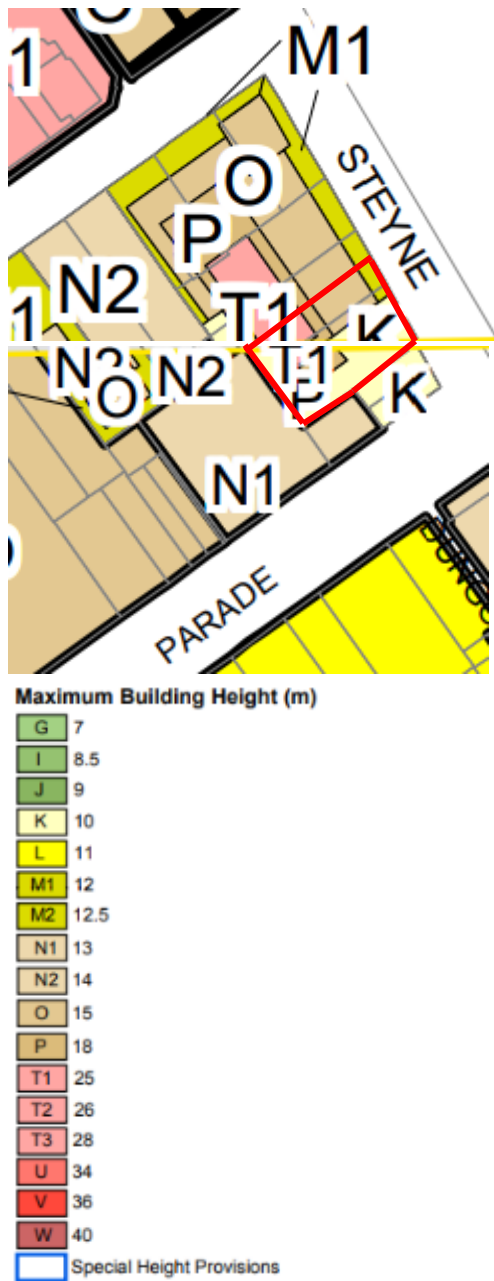 M1
1
STEYNE
O
P
N2
T1
1
K
N2
N2
T1
O
P
K
N1
PARADE
Maximum Building Height (m)
G 7
I 8.5
J 9
K 10
L 11
M1 12
M2 12.5
N1 13
N2 14
O 15
P 18
T1 25
T2 26
T3 28
U 34
V 36
W 40
Special Height Provisions